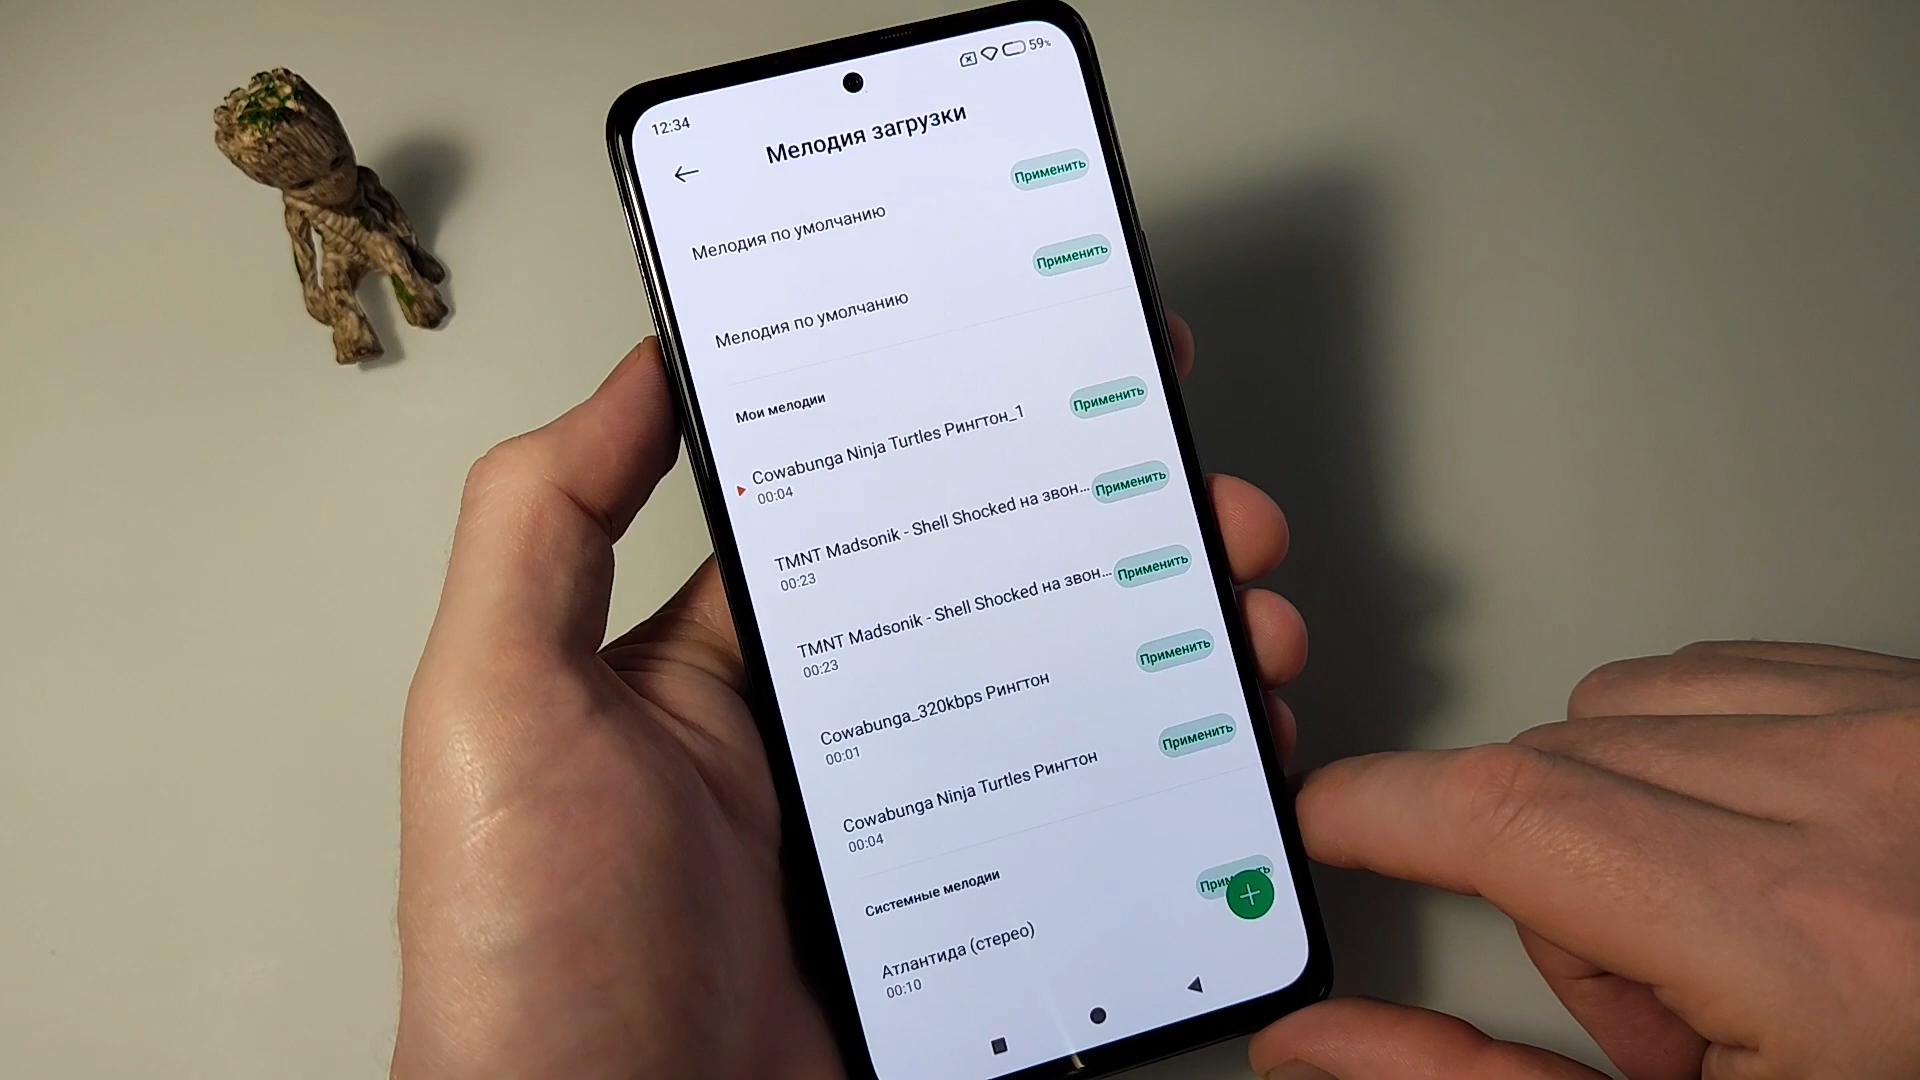 59%
12:34
Мелодия загрузки
Применить
Мелодия по умолчанию
Применить
Мелодия по умолчанию
Мои мелодии
Применить
Cowabunga Ninja Turtles Рингтон_1
00:04
Применить
TMNT Madsonik - Shell Shocked на звон...
00:23
Применить
TMNT Madsonik - Shell Shocked на звон...
00:23
Применить
Cowabunga_320kbps Рингтон
00:01
Применить
Cowabunga Ninja Turtles Рингтон
00:04
Системные мелодии
Атлантида (стерео)
00:10